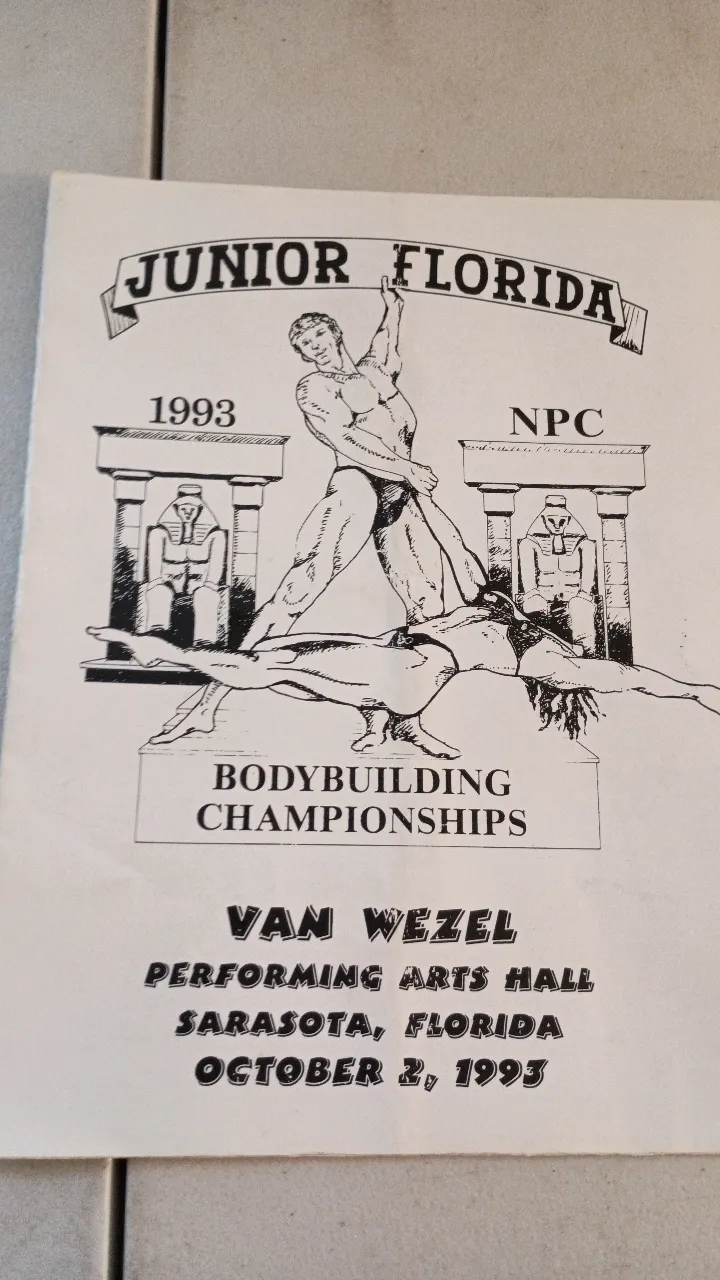 JUNIOR FLORIDA
1993
NPC
BODYBUILDING
CHAMPIONSHIPS
VAN WEZEL
PERFORMING ARTS HALL
SARASOTA, FLORIDA
OCTOBER 2, 1993